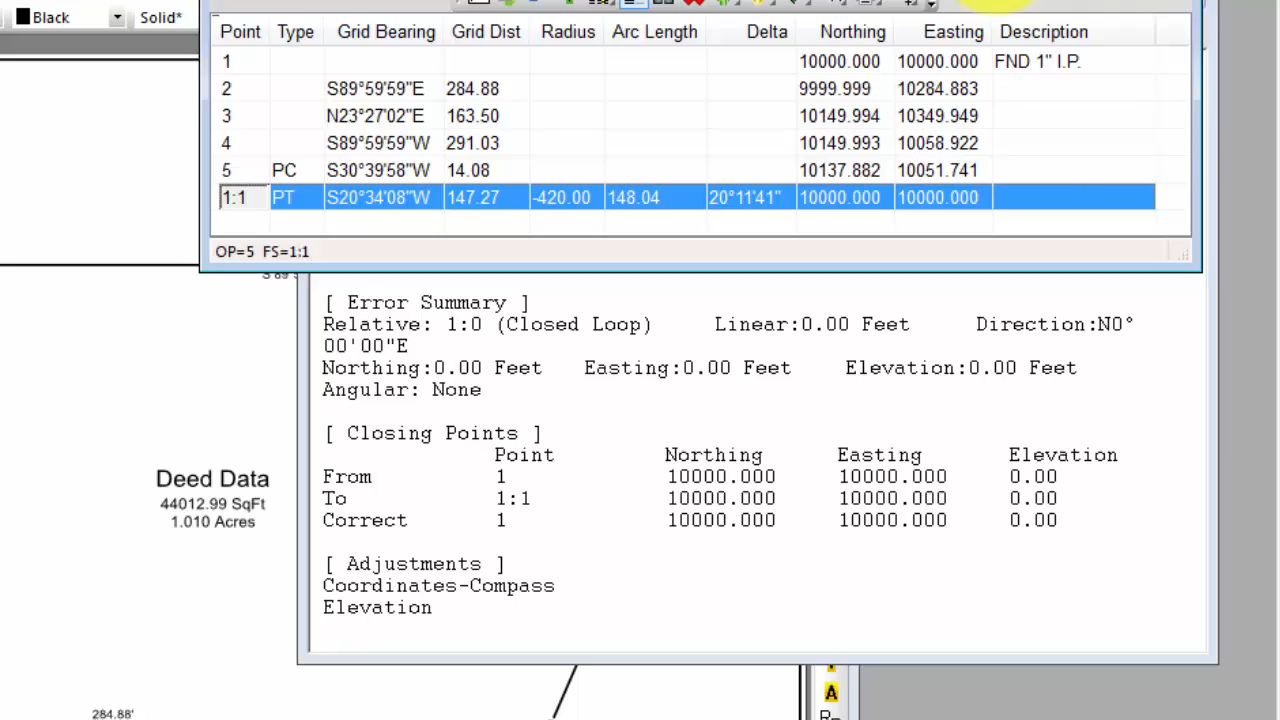 Black Solid*
Point Type Grid Bearing Grid Dist Radius Arc Length Delta Northing Easting Description
1 10000.000 10000.000 FND 1" I.P.
2 S89°59'59"E 284.88 9999.999 10284.883
3 N23°27'02"E 163.50 10149.994 10349.949
4 S89°59'59"W 291.03 10149.993 10058.922
5 PC S30°39'58"W 14.08 10137.882 10051.741
1:1 PT S20°34'08"W 147.27 -420.00 148.04 20°11'41" 10000.000 10000.000
OP=5 FS=1:1
[ Error Summary ]
Relative: 1:0 (Closed Loop) Linear:0.00 Feet Direction:N0°
00'00"E
Northing:0.00 Feet Easting:0.00 Feet Elevation:0.00 Feet
Angular: None
[ Closing Points ]
Point Northing Easting Elevation
From 1 10000.000 10000.000 0.00
To 1:1 10000.000 10000.000 0.00
Correct 1 10000.000 10000.000 0.00
[ Adjustments ]
Coordinates-Compass
Elevation
Deed Data
44012.99 SqFt
1.010 Acres
284.88'
A